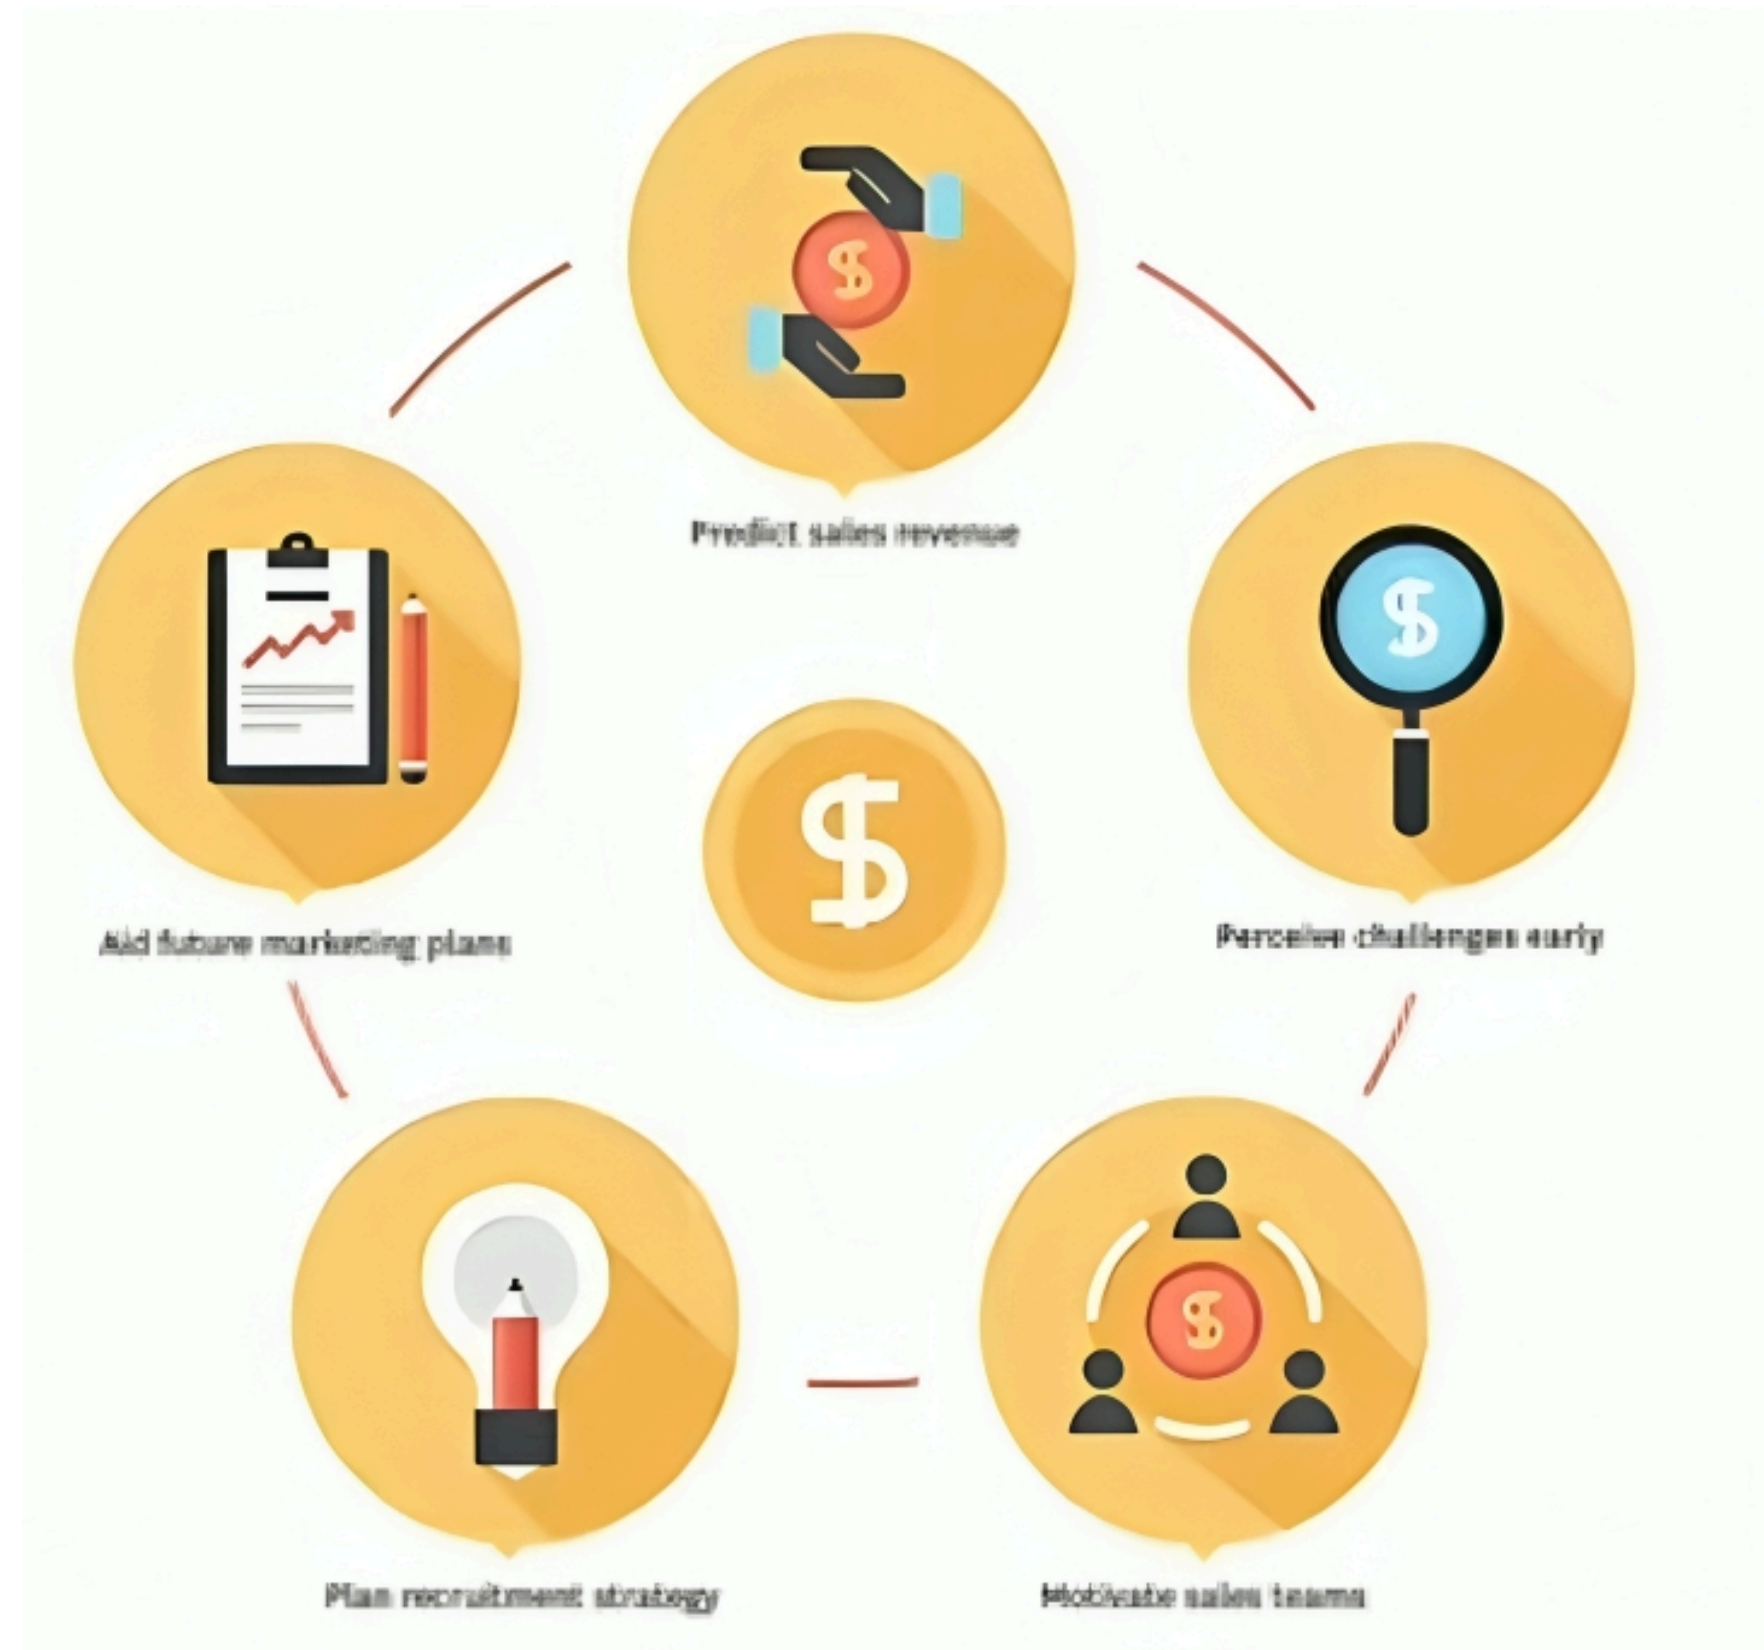 Predict sales revenue
Aid future marketing plans
Perceive challenges early
Plan recruitment strategy
Motivate sales teams